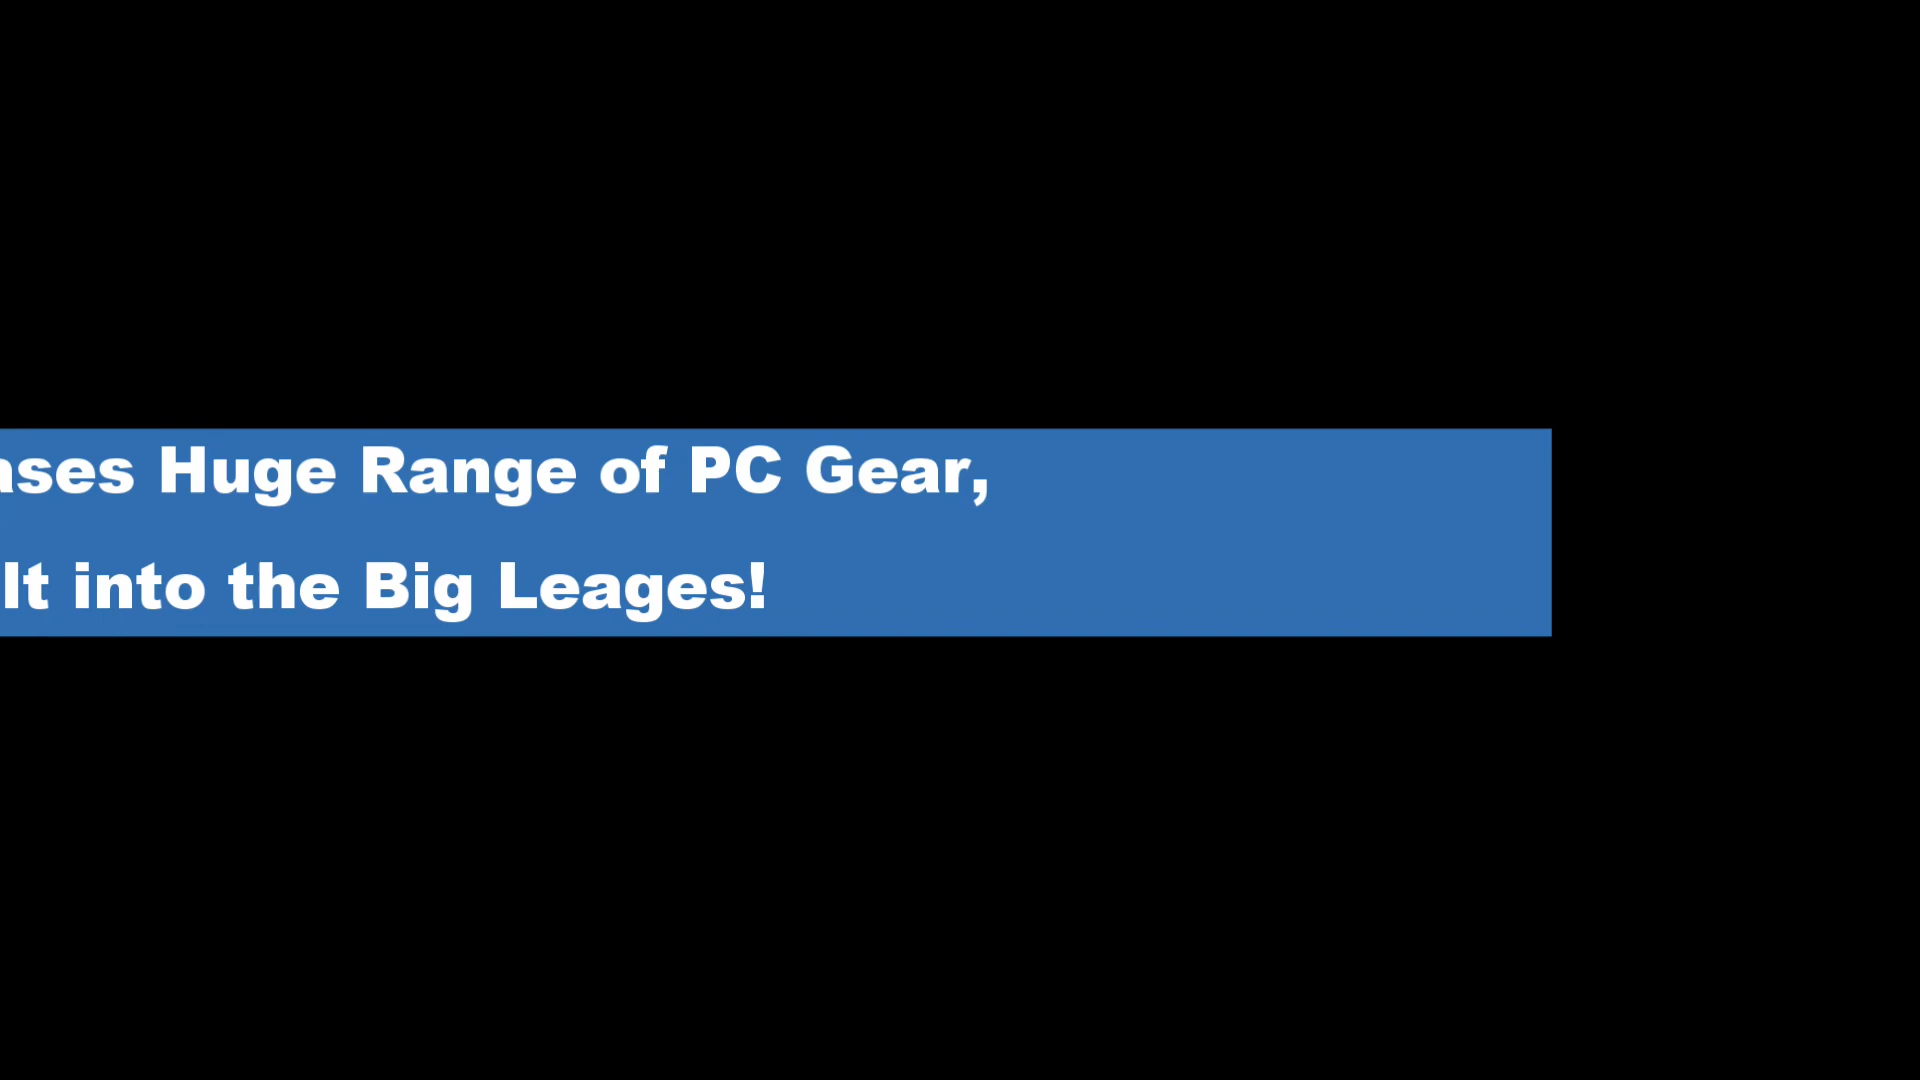 ases Huge Range of PC Gear,
lt into the Big Leages!